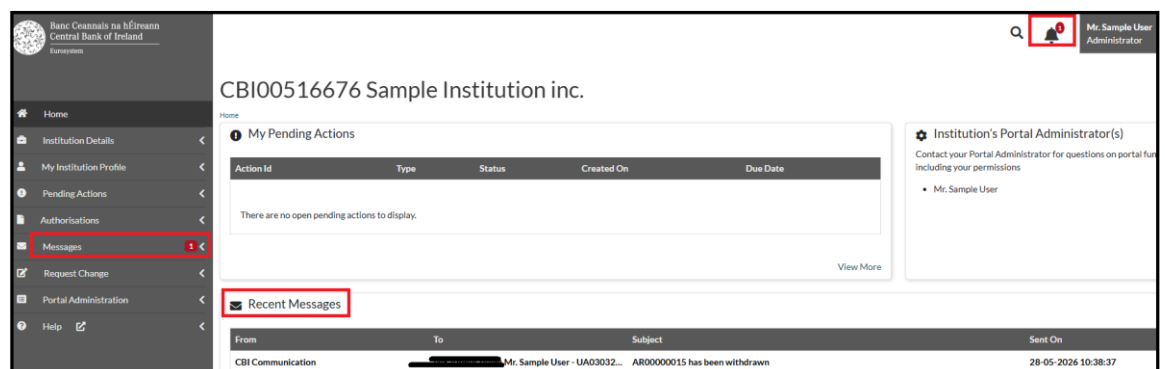 Banc Ceannais na hÉireann
Central Bank of Ireland
Eurosystem
1
Mr. Sample User
Administrator
CBI00516676 Sample Institution inc.
Home
Home
Institution Details
My Institution Profile
Pending Actions
Authorisations
Messages 1
Request Change
Portal Administration
Help
My Pending Actions
Action Id Type Status Created On Due Date
There are no open pending actions to display.
View More
Institution's Portal Administrator(s)
Contact your Portal Administrator for questions on portal fun
including your permissions
• Mr. Sample User
Recent Messages
From To Subject Sent On
CBI Communication Mr. Sample User - UA03032... AR00000015 has been withdrawn 28-05-2026 10:38:37